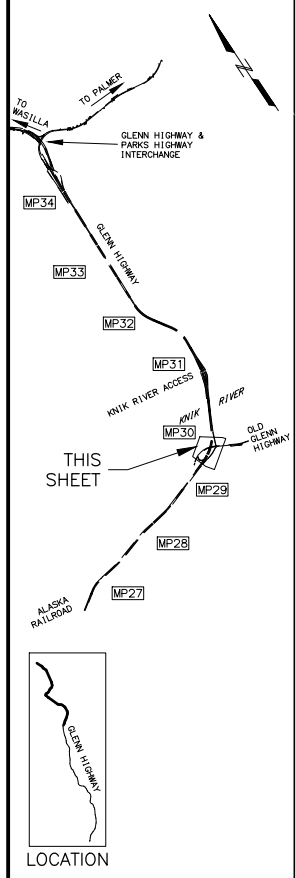 TO
WASILLA
TO PALMER
N
GLENN HIGHWAY &
PARKS HIGHWAY
INTERCHANGE
MP34
GLENN HIGHWAY
MP33
MP32
MP31
KNIK RIVER ACCESS
KNIK RIVER
MP30
OLD
GLENN
HIGHWAY
THIS
SHEET
MP29
MP28
MP27
ALASKA
RAILROAD
GLENN HIGHWAY
LOCATION